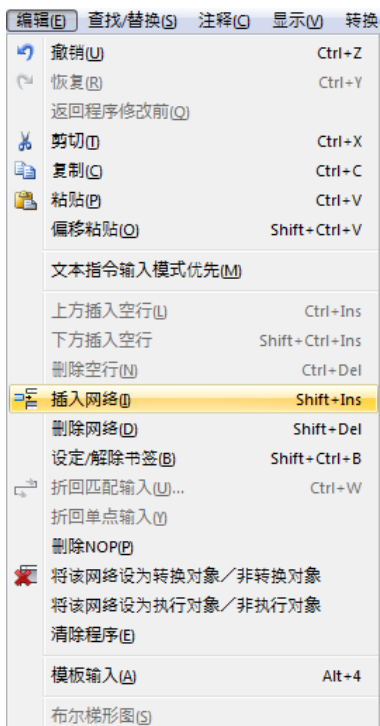 编辑(E) 查找/替换(S) 注释(C) 显示(V) 转换
撤销(U) Ctrl+Z
恢复(R) Ctrl+Y
返回程序修改前(Q)
剪切(T) Ctrl+X
复制(C) Ctrl+C
粘贴(P) Ctrl+V
偏移粘贴(O) Shift+Ctrl+V
文本指令输入模式优先(M)
上方插入空行(L) Ctrl+Ins
下方插入空行 Shift+Ctrl+Ins
删除空行(N) Ctrl+Del
插入网络(I) Shift+Ins
删除网络(D) Shift+Del
设定/解除书签(B) Shift+Ctrl+B
折回匹配输入(U)... Ctrl+W
折回单点输入(Y)
删除NOP(P)
将该网络设为转换对象／非转换对象
将该网络设为执行对象／非执行对象
清除程序(E)
模板输入(A) Alt+4
布尔梯形图(S)